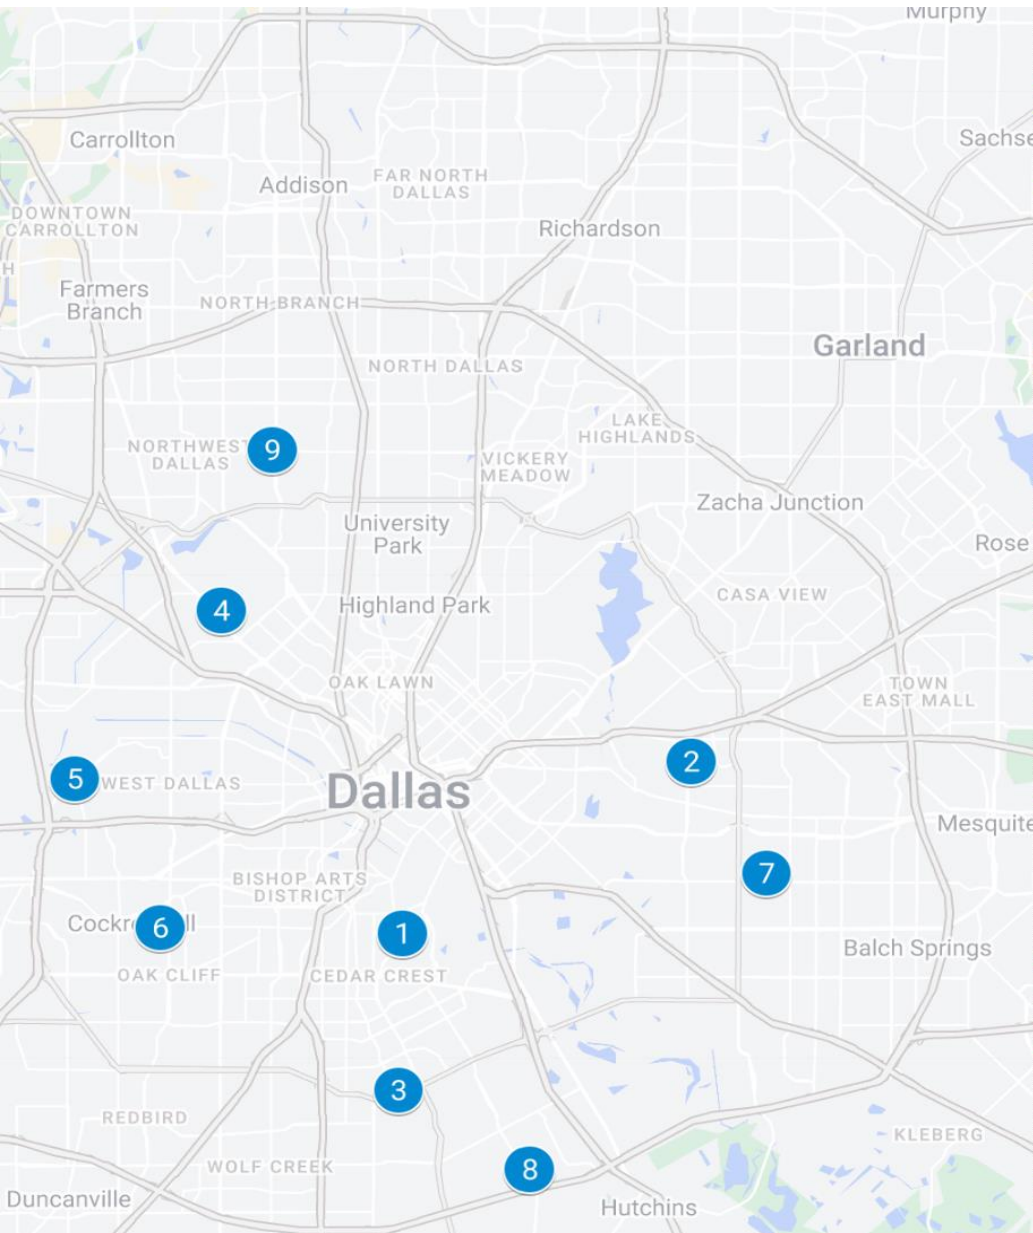 Murphy
Carrollton
Sachse
Addison
FAR NORTH
DALLAS
DOWNTOWN
CARROLLTON
Richardson
H
Farmers
Branch
NORTH BRANCH
Garland
NORTH DALLAS
LAKE
HIGHLANDS
NORTHWES
DALLAS
9
VICKERY
MEADOW
Zacha Junction
University
Park
Rose
4
Highland Park
CASA VIEW
OAK LAWN
TOWN
EAST MALL
5
WEST DALLAS
Dallas
2
Mesquite
7
BISHOP ARTS
DISTRICT
Cockr
6
ll
1
Balch Springs
OAK CLIFF
CEDAR CREST
3
REDBIRD
KLEBERG
WOLF CREEK
8
Duncanville
Hutchins